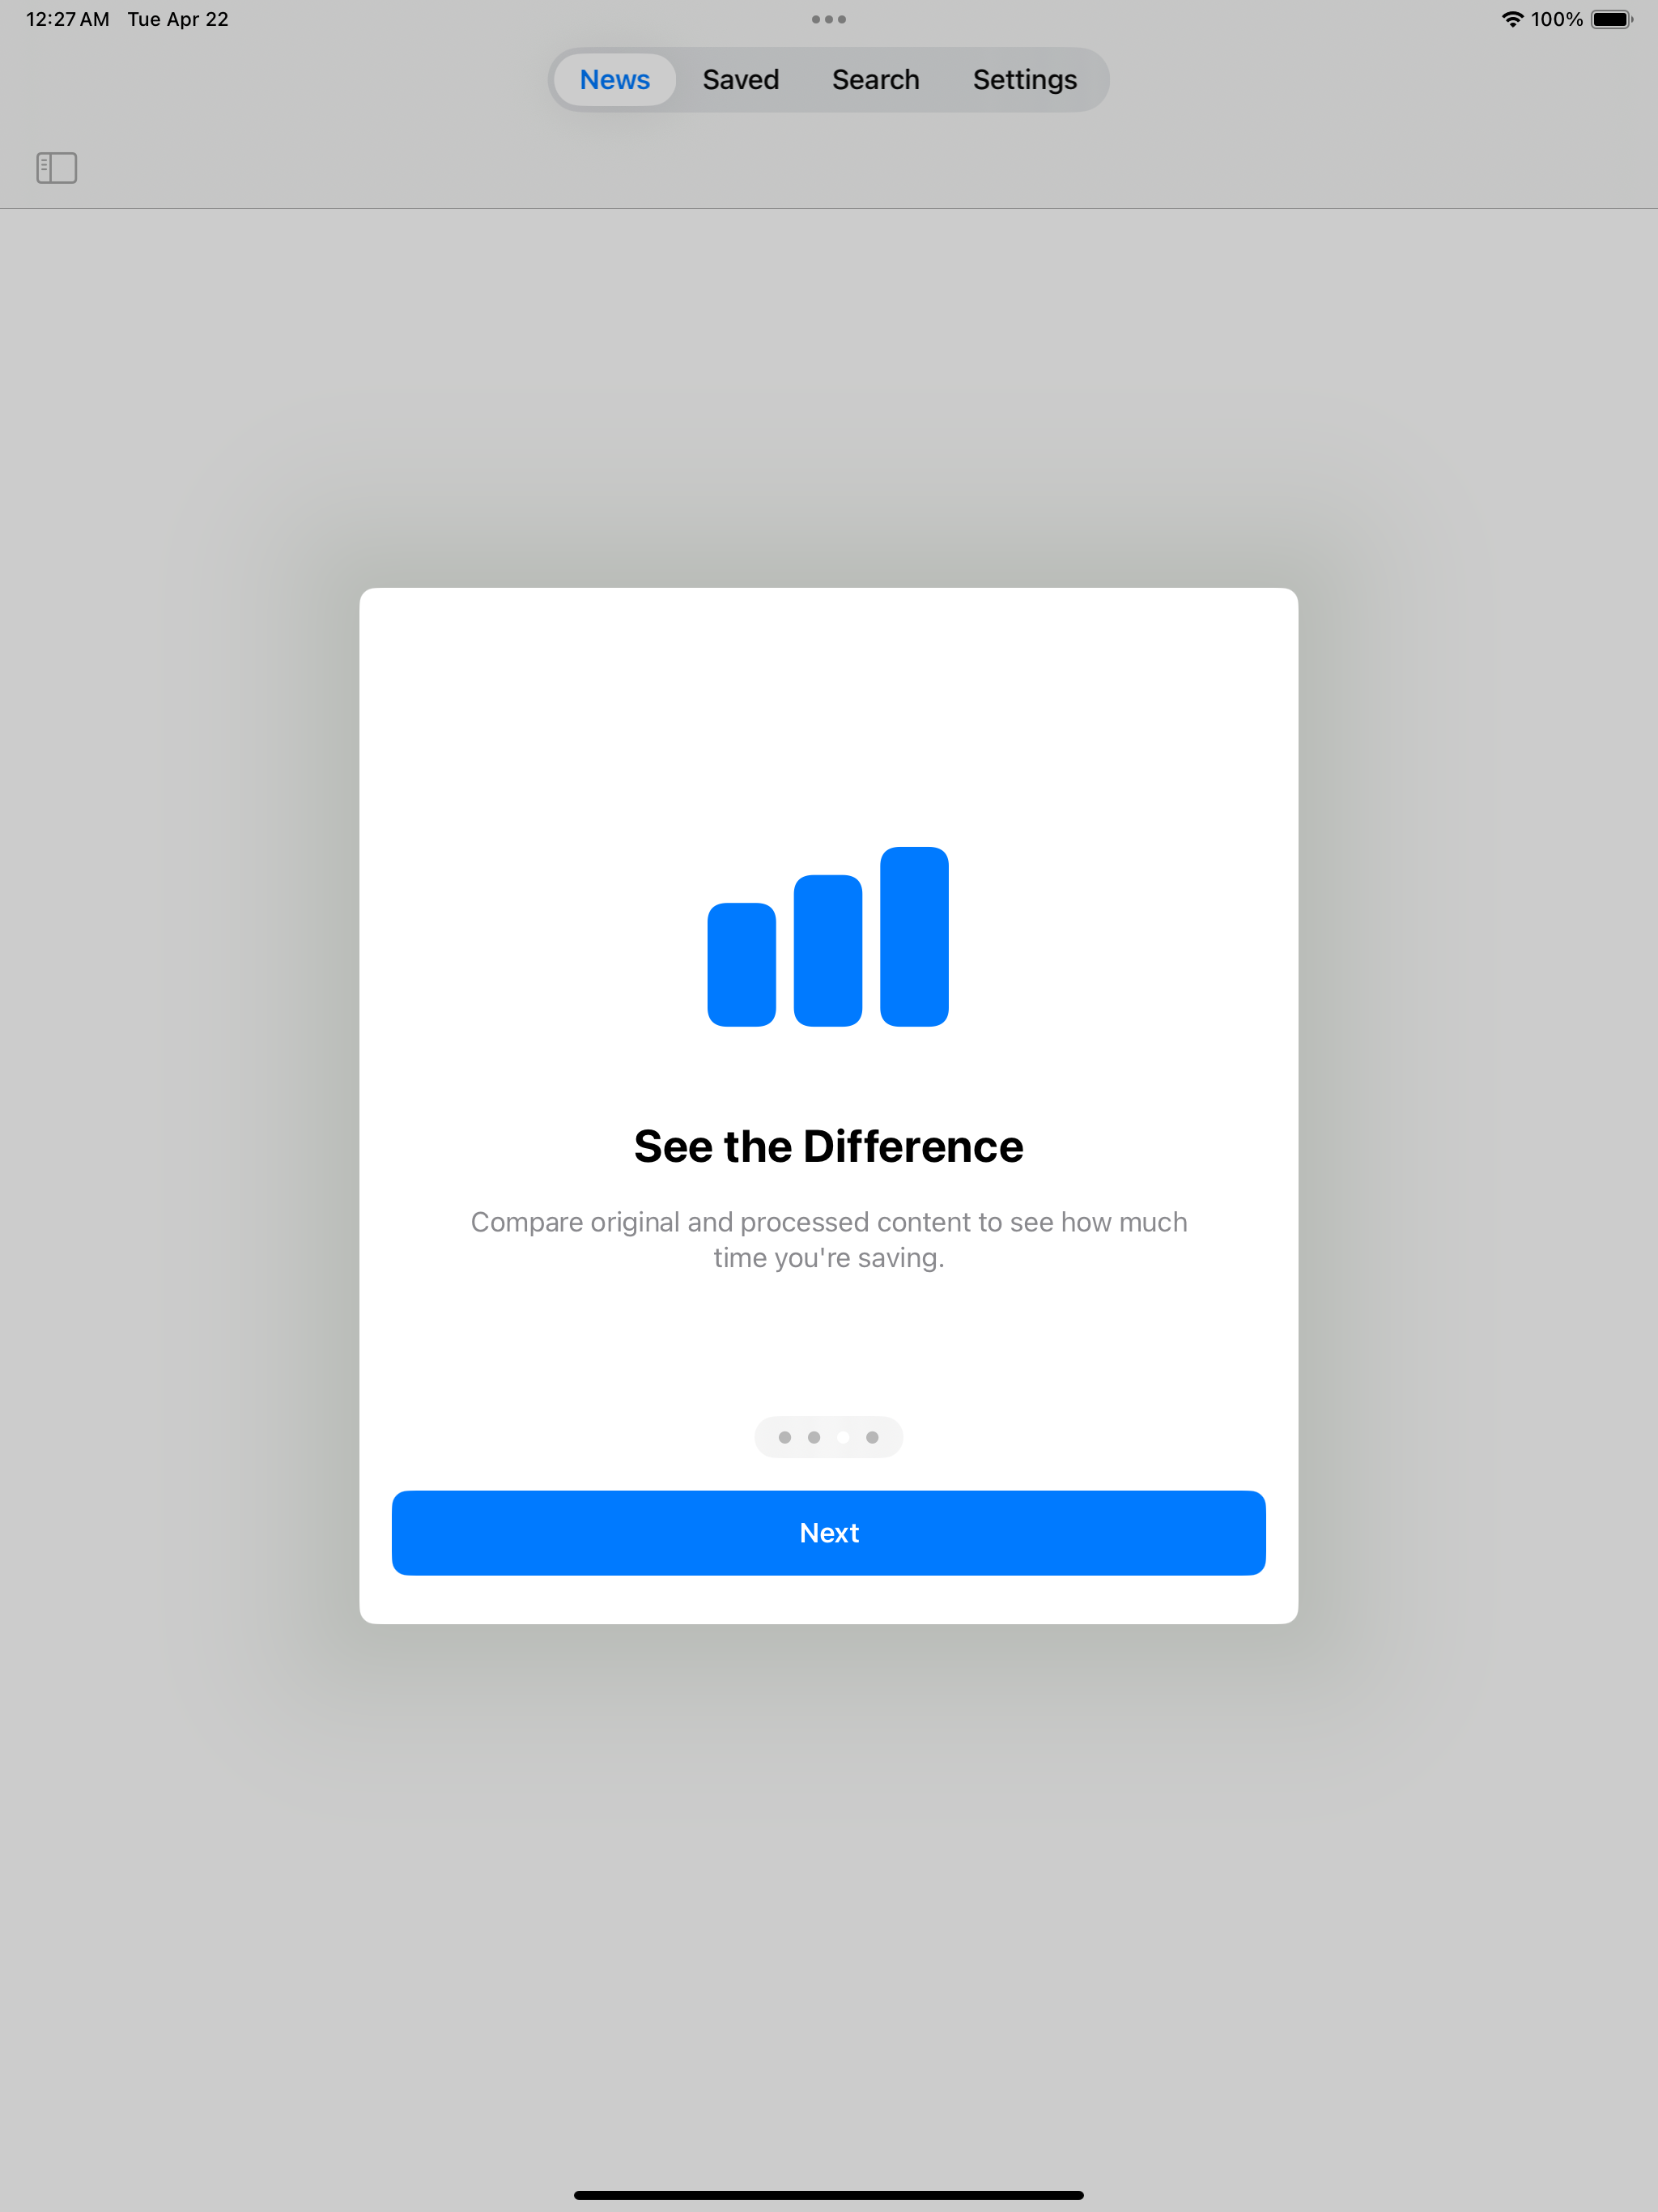 12:27 AM Tue Apr 22
100%
News Saved Search Settings
See the Difference
Compare original and processed content to see how much
time you're saving.
Next